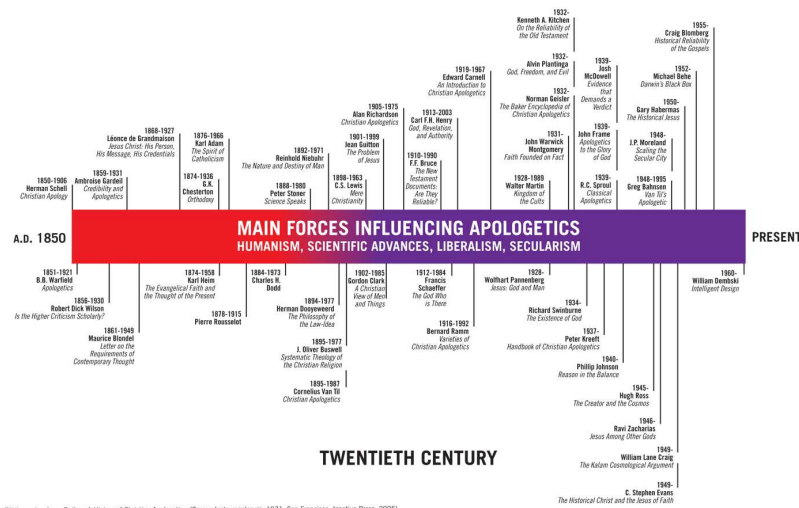 1932-
Kenneth A. Kitchen
On the Reliability of
the Old Testament
1955-
Craig Blomberg
Historical Reliability
of the Gospels
1932-
Alvin Plantinga
God, Freedom, and Evil
1939-
Josh
McDowell
Evidence
that
Demands a
Verdict
1952-
Michael Behe
Darwin's Black Box
1919-1967
Edward Carnell
An Introduction to
Christian Apologetics
1932-
Norman Geisler
The Baker Encyclopedia of
Christian Apologetics
1950-
Gary Habermas
The Historical Jesus
1905-1975
Alan Richardson
Christian Apologetics
1913-2003
Carl F.H. Henry
God, Revelation,
and Authority
1868-1927
Léonce de Grandmaison
Jesus Christ: His Person,
His Message, His Credentials
1876-1966
Karl Adam
The Spirit of
Catholicism
1892-1971
Reinhold Niebuhr
The Nature and Destiny of Man
1901-1999
Jean Guitton
The Problem
of Jesus
1931-
John Warwick
Montgomery
Faith Founded on Fact
1939-
John Frame
Apologetics
to the Glory
of God
1948-
J.P. Moreland
Scaling the
Secular City
1910-1990
F.F. Bruce
The New
Testament
Documents:
Are They
Reliable?
1850-1906
Herman Schell
Christian Apology
1859-1931
Ambroise Gardeil
Credibility and
Apologetics
1874-1936
G.K.
Chesterton
Orthodoxy
1888-1980
Peter Stoner
Science Speaks
1898-1963
C.S. Lewis
Mere
Christianity
1928-1989
Walter Martin
Kingdom of
the Cults
1939-
R.C. Sproul
Classical
Apologetics
1948-1995
Greg Bahnson
Van Til's
Apologetic
A.D. 1850
MAIN FORCES INFLUENCING APOLOGETICS
HUMANISM, SCIENTIFIC ADVANCES, LIBERALISM, SECULARISM
PRESENT
1851-1921
B.B. Warfield
Apologetics
1856-1930
Robert Dick Wilson
Is the Higher Criticism Scholarly?
1861-1949
Maurice Blondel
Letter on the
Requirements of
Contemporary Thought
1874-1958
Karl Heim
The Evangelical Faith and
the Thought of the Present
1878-1915
Pierre Rousselot
1884-1973
Charles H.
Dodd
1894-1977
Herman Dooyeweerd
The Philosophy of
the Law-Idea
1895-1977
J. Oliver Buswell
Systematic Theology of
the Christian Religion
1895-1987
Cornelius Van Til
Christian Apologetics
1902-1985
Gordon Clark
A Christian
View of Men
and Things
1912-1984
Francis
Schaeffer
The God Who
is There
1916-1992
Bernard Ramm
Varieties of
Christian Apologetics
1928-
Wolfhart Pannenberg
Jesus: God and Man
1934-
Richard Swinburne
The Existence of God
1937-
Peter Kreeft
Handbook of Christian Apologetics
1940-
Phillip Johnson
Reason in the Balance
1945-
Hugh Ross
The Creator and the Cosmos
1946-
Ravi Zacharias
Jesus Among Other Gods
1949-
William Lane Craig
The Kalam Cosmological Argument
1949-
C. Stephen Evans
The Historical Christ and the Jesus of Faith
1960-
William Dembski
Intelligent Design
TWENTIETH CENTURY